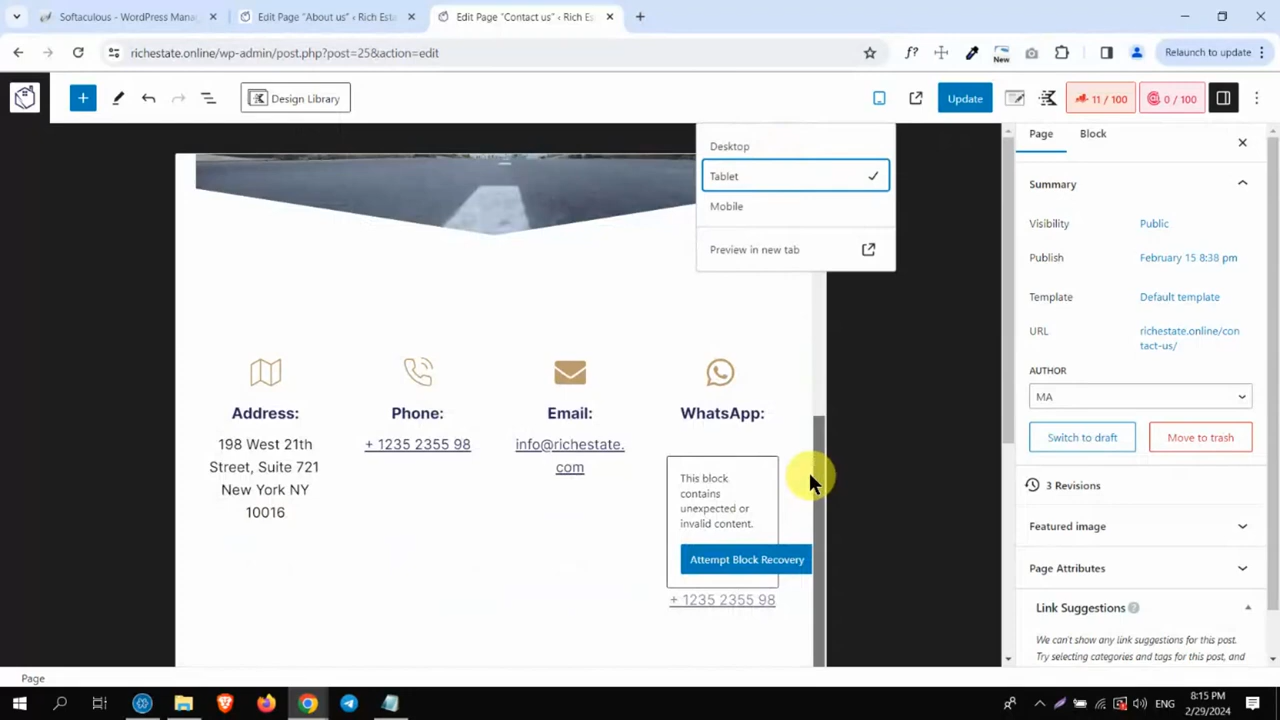 Softaculous - WordPress Mana
Edit Page "About us" ‹ Rich Esta
Edit Page "Contact us" ‹ Rich Es
richestate.online/wp-admin/post.php?post=25&action=edit
f?
New
Relaunch to update
Design Library
Update
11 / 100
0 / 100
Desktop
Tablet
Mobile
Preview in new tab
Page
Block
Summary
Visibility
Public
Publish
February 15 8:38 pm
Template
Default template
URL
richestate.online/con
tact-us/
AUTHOR
MA
Switch to draft
Move to trash
3 Revisions
Featured image
Page Attributes
Link Suggestions
We can't show any link suggestions for this post.
Try selecting categories and tags for this post, and
Address:
198 West 21th
Street, Suite 721
New York NY
10016
Phone:
+ 1235 2355 98
Email:
info@richestate.
com
WhatsApp:
This block
contains
unexpected or
invalid content.
Attempt Block Recovery
+ 1235 2355 98
Page
ENG
8:15 PM
2/29/2024